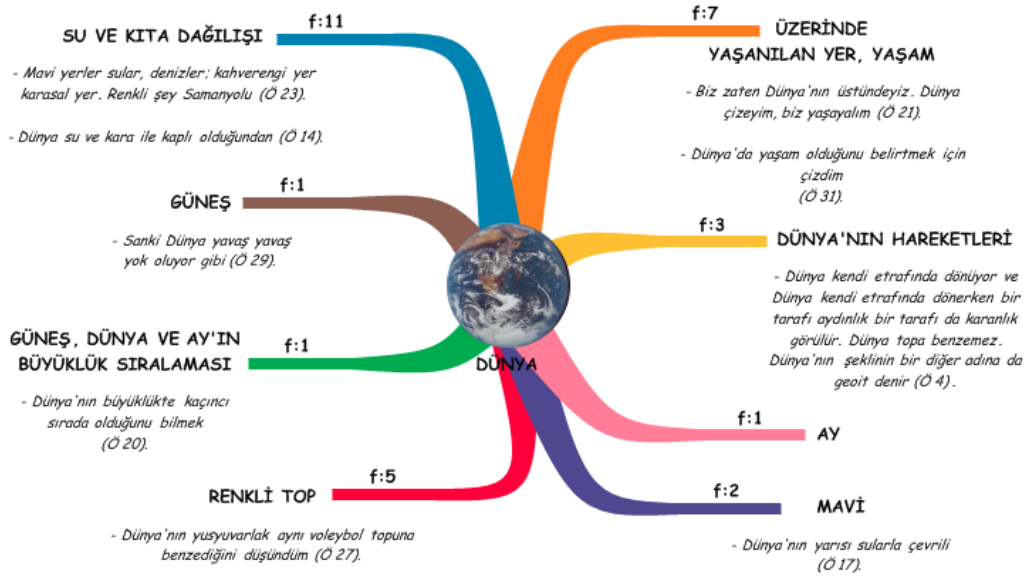 f:11
SU VE KITA DAĞILIŞI
- Mavi yerler sular, denizler; kahverengi yer
karasal yer. Renkli şey Samanyolu (Ö 23).
- Dünya su ve kara ile kaplı olduğundan (Ö 14).
f:1
GÜNEŞ
- Sanki Dünya yavaş yavaş
yok oluyor gibi (Ö 29).
f:1
GÜNEŞ, DÜNYA VE AY'IN
BÜYÜKLÜK SIRALAMASI
- Dünya'nın büyüklükte kaçıncı
sırada olduğunu bilmek
(Ö 20).
f:5
RENKLİ TOP
- Dünya'nın yusyuvarlak aynı voleybol topuna
benzediğini düşündüm (Ö 27).
DÜNYA
f:7
ÜZERİNDE
YAŞANILAN YER, YAŞAM
- Biz zaten Dünya'nın üstündeyiz. Dünya
çizeyim, biz yaşayalım (Ö 21).
- Dünya'da yaşam olduğunu belirtmek için
çizdim
(Ö 31).
f:3
DÜNYA'NIN HAREKETLERİ
- Dünya kendi etrafında dönüyor ve
Dünya kendi etrafında dönerken bir
tarafı aydınlık bir tarafı da karanlık
görülür. Dünya topa benzemez.
Dünya'nın şeklinin bir diğer adına da
geoit denir (Ö 4).
f:1
AY
f:2
MAVİ
- Dünya'nın yarısı sularla çevrili
(Ö 17).